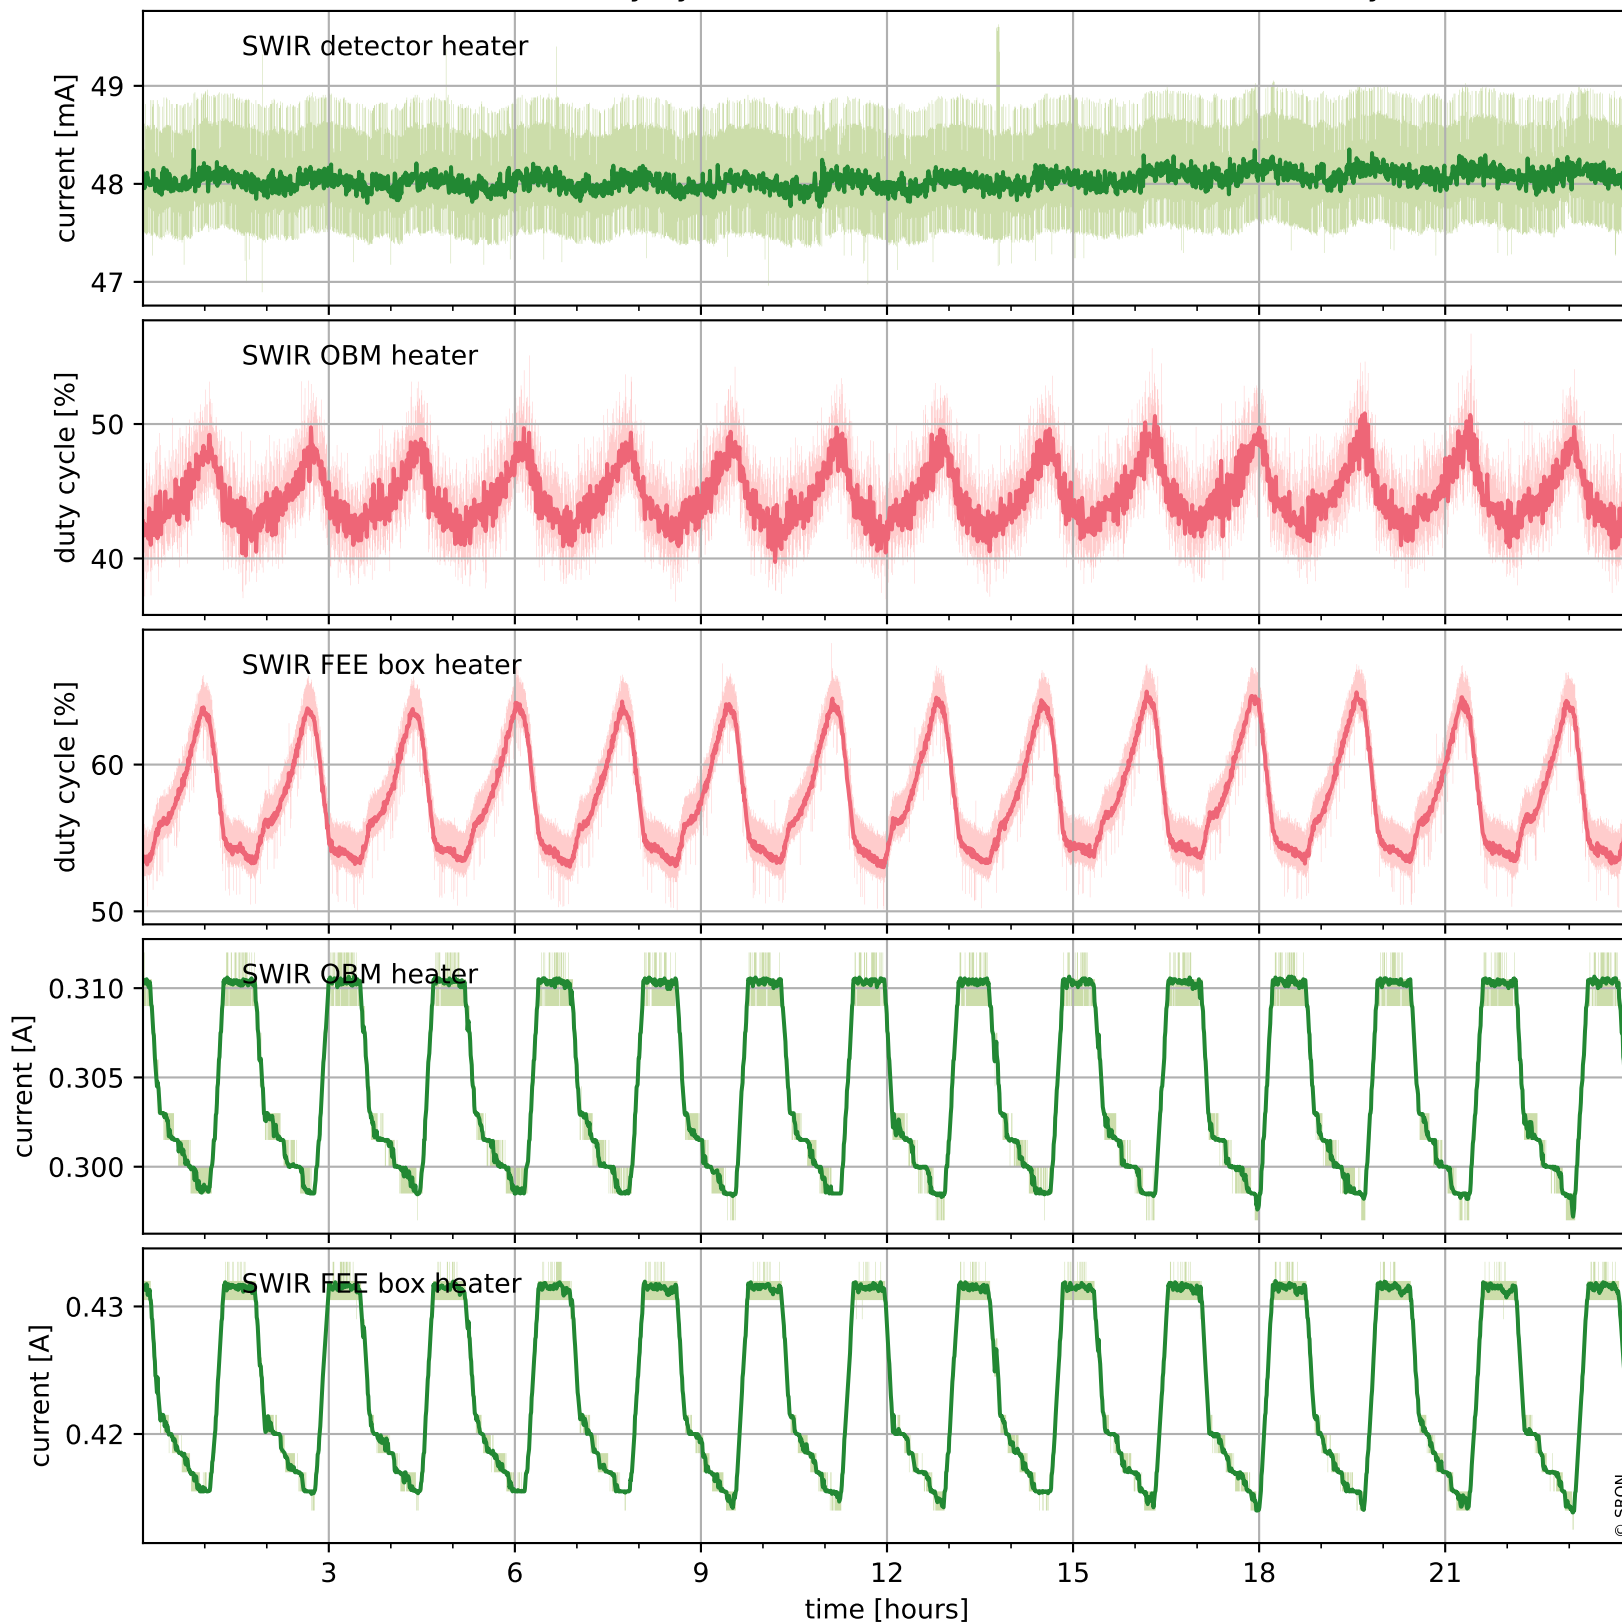 SWIR detector heater
current [mA]
49
48
47
SWIR OBM heater
duty cycle [%]
50
40
SWIR FEE box heater
duty cycle [%]
60
50
SWIR OBM heater
current [A]
0.310
0.305
0.300
SWIR FEE box heater
current [A]
0.43
0.42
© SRON
3 6 9 12 15 18 21
time [hours]